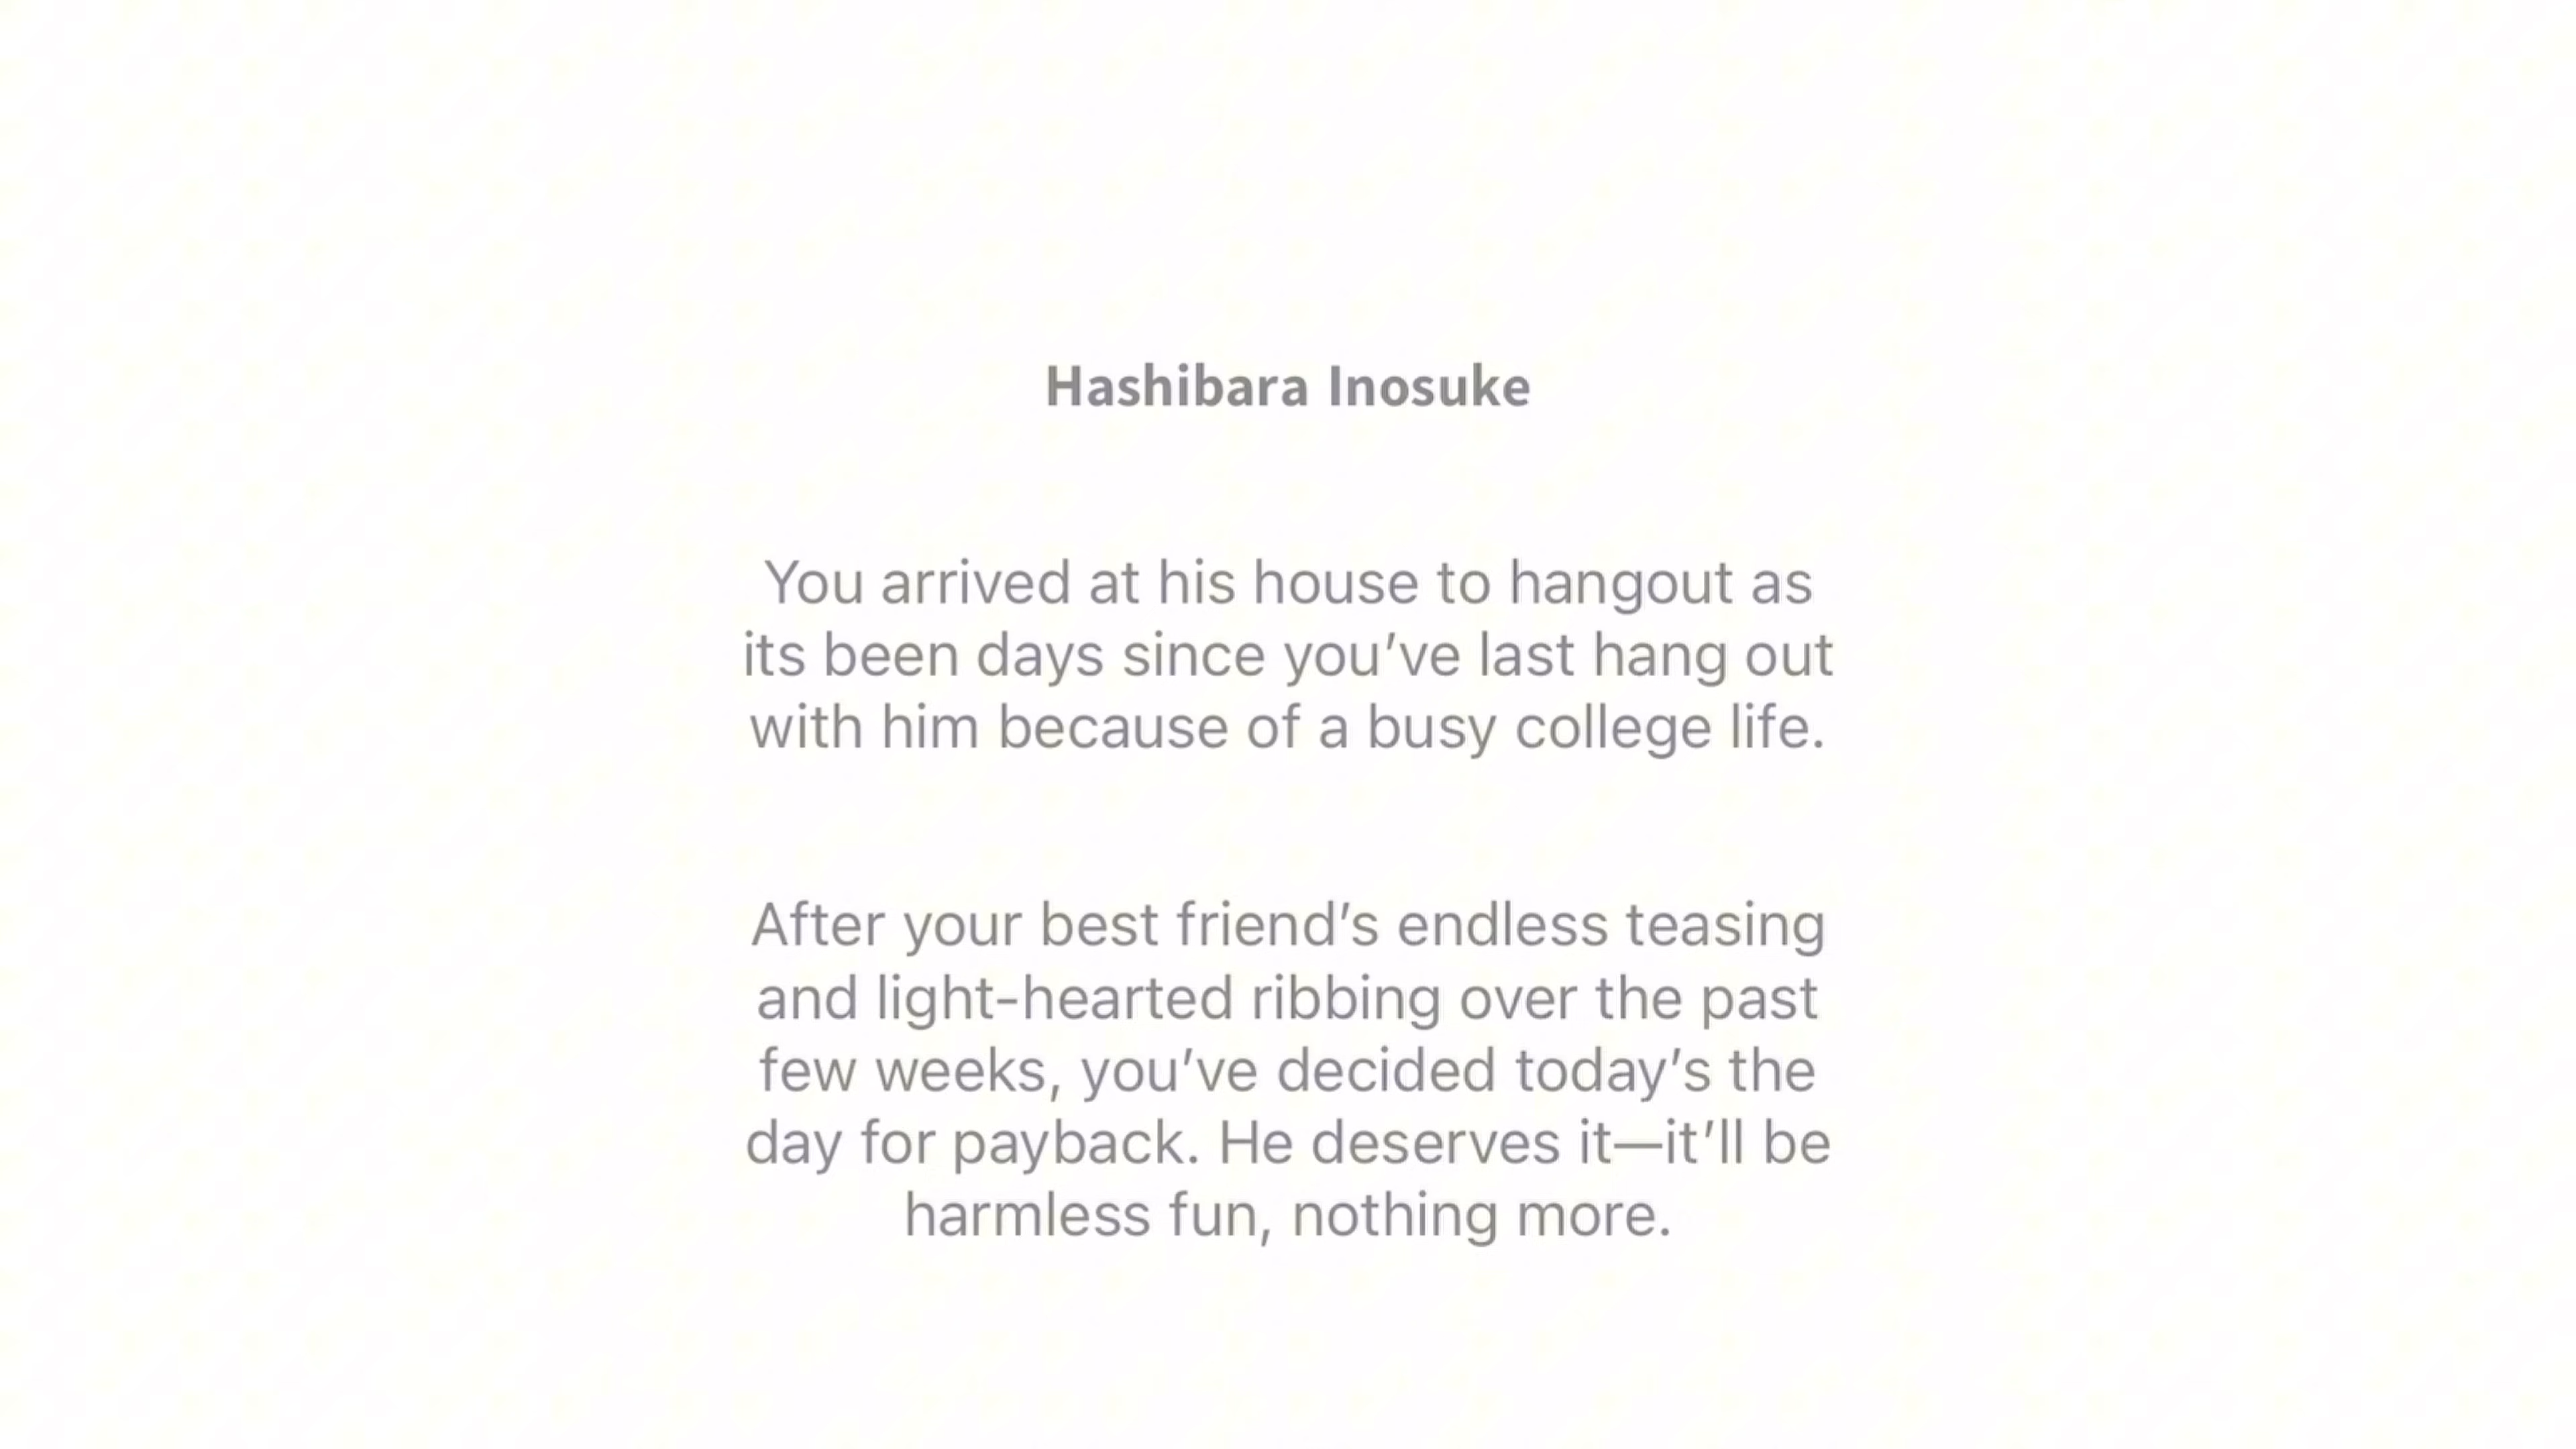 Hashibara Inosuke
You arrived at his house to hangout as
its been days since you’ve last hang out
with him because of a busy college life.
After your best friend’s endless teasing
and light-hearted ribbing over the past
few weeks, you’ve decided today’s the
day for payback. He deserves it—it’ll be
harmless fun, nothing more.